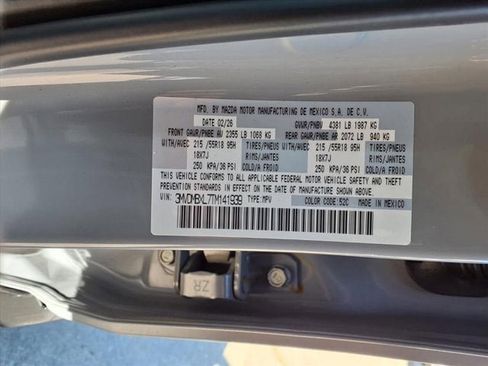 MFD. BY MAZDA MOTOR MANUFACTURING DE MEXICO S.A. DE C.V.
DATE 02/26 GVWR/PNBV 4381 LB 1987 KG
FRONT GAWR/PNBE AV 2355 LB 1068 KG REAR GAWR/PNBE AR 2072 LB 940 KG
WITH/AVEC 215 /55R18 95H TIRES/PNEUS WITH/AVEC 215 /55R18 95H TIRES/PNEUS
18X7J RIMS/JANTES 18X7J RIMS/JANTES
250 KPA/36 PSI COLD/A FROID 250 KPA/36 PSI COLD/A FROID
THIS VEHICLE CONFORMS TO ALL APPLICABLE FEDERAL MOTOR VEHICLE SAFETY AND THEFT
PREVENTION STANDARDS IN EFFECT ON THE DATE OF MANUFACTURE SHOWN ABOVE.
VIN: 3MVDMBXL7TM141939 TYPE: MPV COLOR CODE: 52C MADE IN MEXICO
ZR